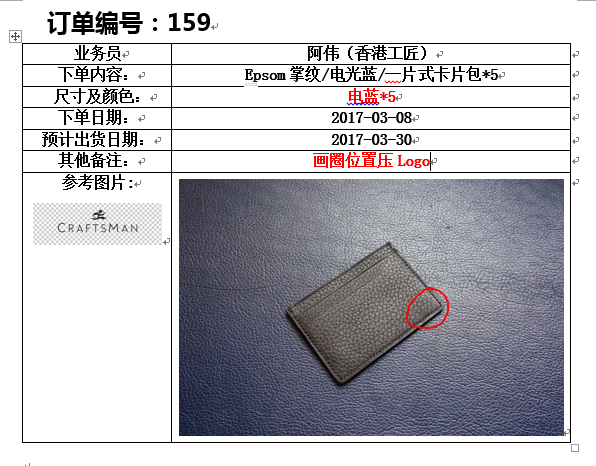 订单编号：159
业务员
阿伟（香港工匠）
下单内容：
Epsom 掌纹/电光蓝/一片式卡片包*5
尺寸及颜色：
电蓝*5
下单日期：
2017-03-08
预计出货日期：
2017-03-30
其他备注：
画圈位置压 Logo
参考图片:
CRAFTSMAN